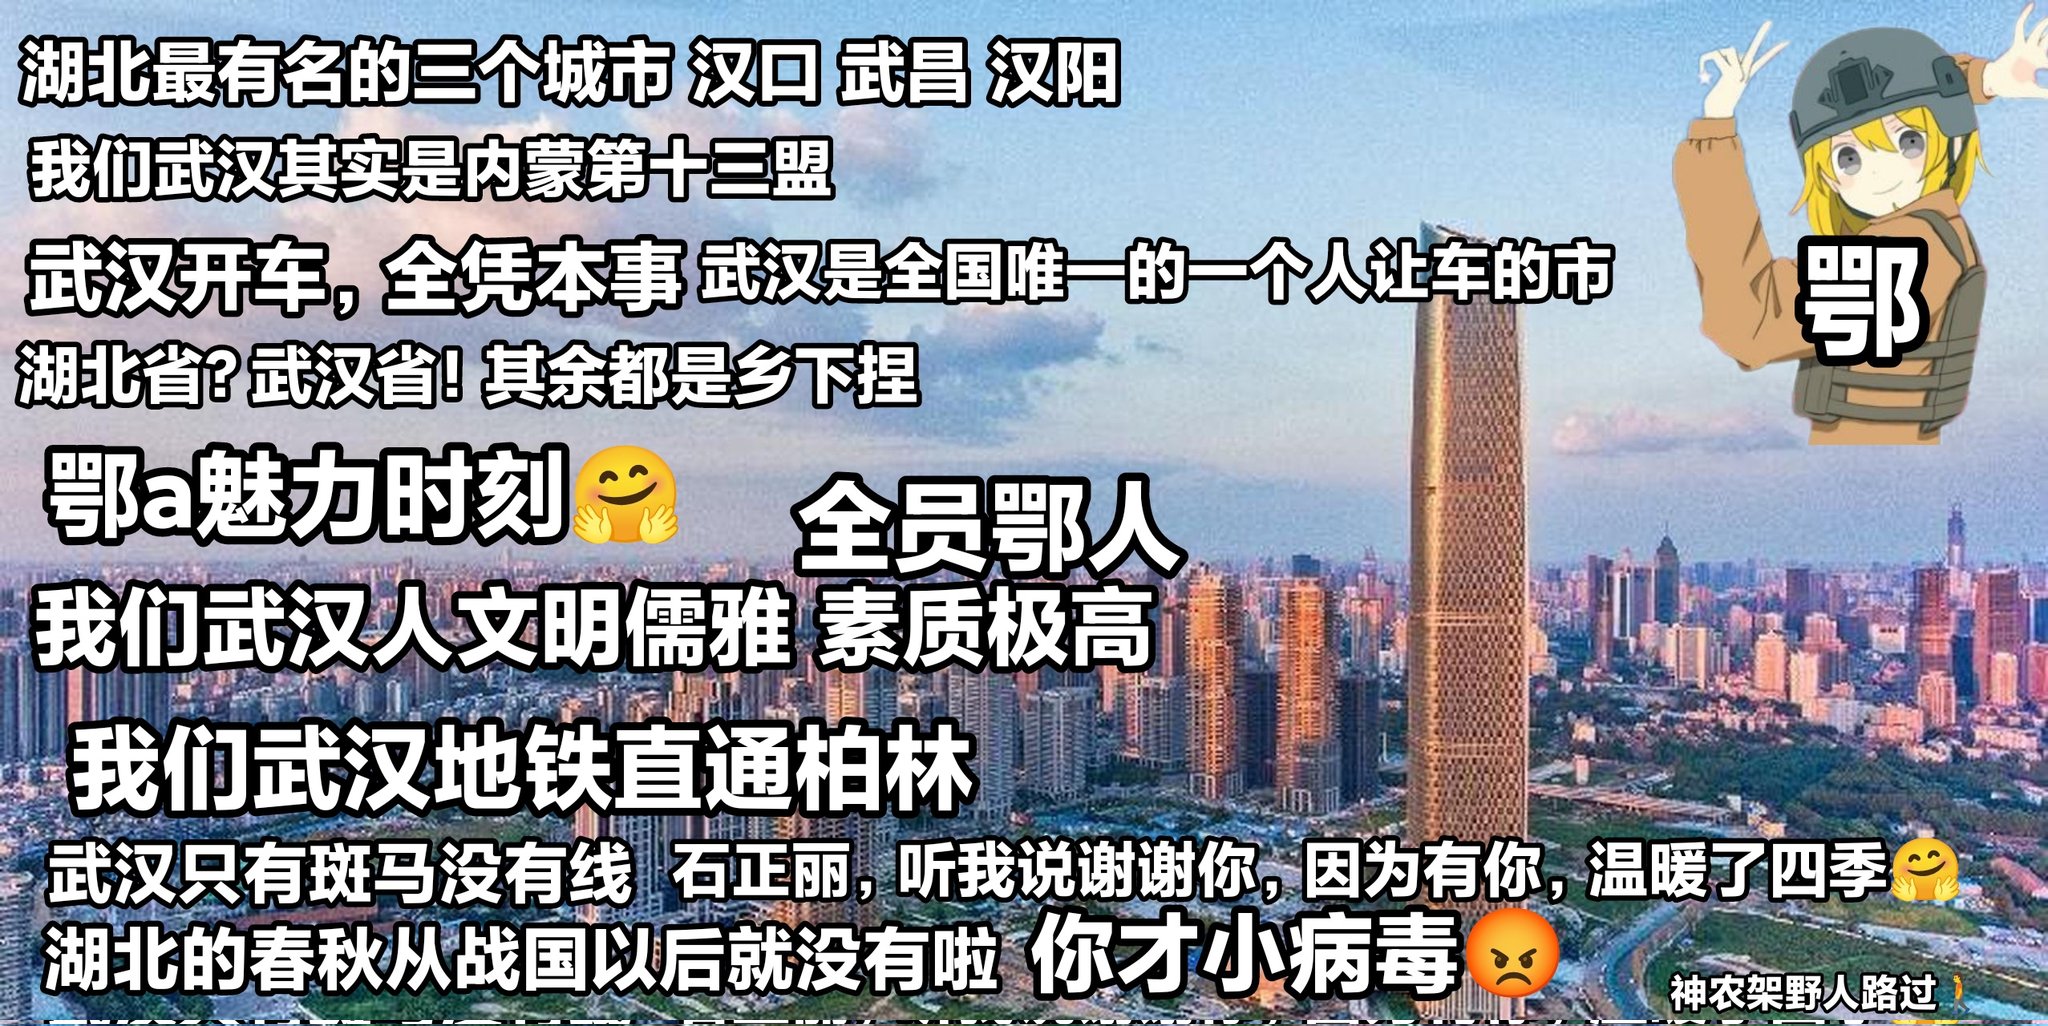 湖北最有名的三个城市 汉口 武昌 汉阳
我们武汉其实是内蒙第十三盟
武汉开车，全凭本事 武汉是全国唯一的一个人让车的市
鄂
湖北省？武汉省！其余都是乡下捏
鄂a魅力时刻🤗
全员鄂人
我们武汉人文明儒雅 素质极高
我们武汉地铁直通柏林
武汉只有斑马没有线 石正丽，听我说谢谢你，因为有你，温暖了四季🤗
湖北的春秋从战国以后就没有啦 你才小病毒😡
神农架野人路过🚶